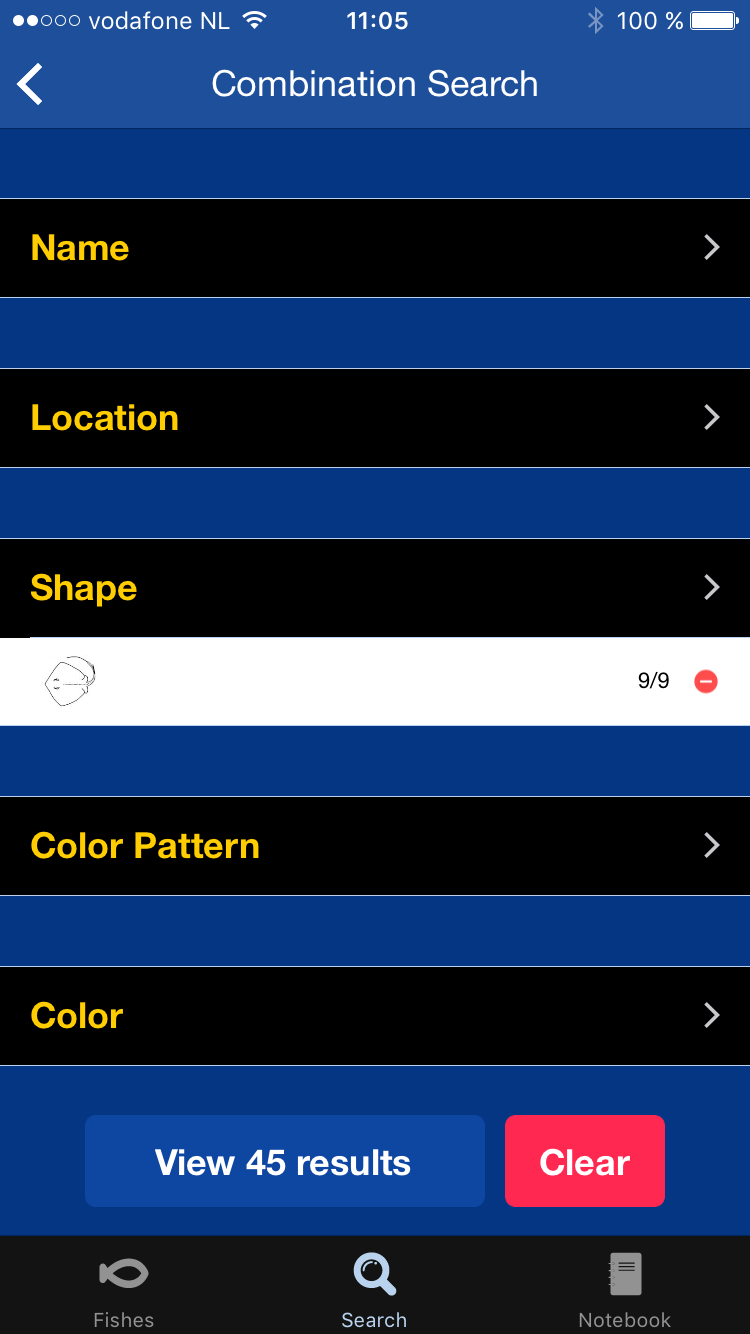 vodafone NL 11:05 100 %
Combination Search
Name
Location
Shape
9/9
Color Pattern
Color
View 45 results Clear
Fishes Search Notebook